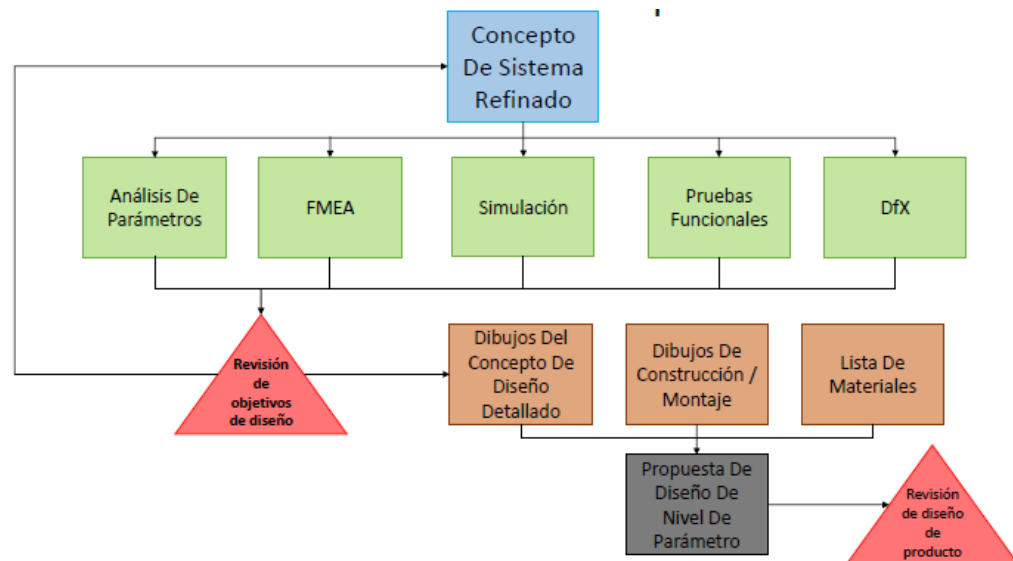 Concepto
De Sistema
Refinado
Análisis De
Parámetros
FMEA
Simulación
Pruebas
Funcionales
DfX
Revisión
de
objetivos
de diseño
Dibujos Del
Concepto De
Diseño
Detallado
Dibujos De
Construcción /
Montaje
Lista De
Materiales
Propuesta De
Diseño De
Nivel De
Parámetro
Revisión
de diseño
de
producto